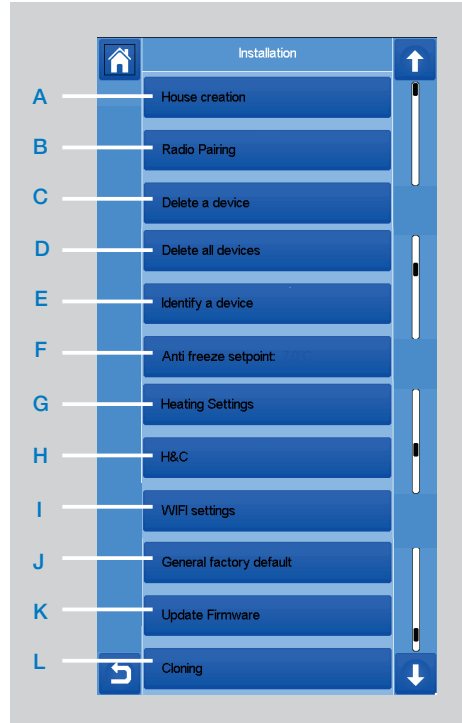 Installation
A House creation
B Radio Pairing
C Delete a device
D Delete all devices
E Identify a device
F Anti freeze setpoint:
G Heating Settings
H H&C
I WIFI settings
J General factory default
K Update Firmware
L Cloning